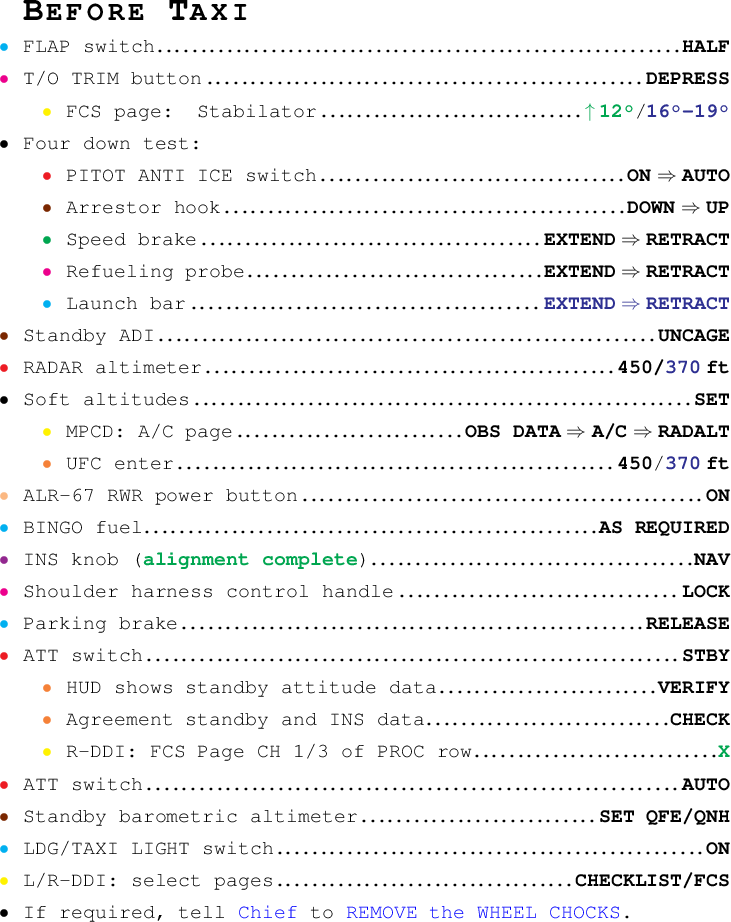 BEFORE TAXI
• FLAP switch........................................................HALF
• T/O TRIM button................................................DEPRESS
• FCS page:  Stabilator.............................↑12º/16º-19º
• Four down test:
• PITOT ANTI ICE switch..................................ON ⇒ AUTO
• Arrestor hook............................................DOWN ⇒ UP
• Speed brake......................................EXTEND ⇒ RETRACT
• Refueling probe.................................EXTEND ⇒ RETRACT
• Launch bar.......................................EXTEND ⇒ RETRACT
• Standby ADI......................................................UNCAGE
• RADAR altimeter.............................................450/370 ft
• Soft altitudes......................................................SET
• MPCD: A/C page.........................OBS DATA ⇒ A/C ⇒ RADALT
• UFC enter................................................450/370 ft
• ALR-67 RWR power button............................................ON
• BINGO fuel.................................................AS REQUIRED
• INS knob (alignment complete)...................................NAV
• Shoulder harness control handle...............................LOCK
• Parking brake...................................................RELEASE
• ATT switch..........................................................STBY
• HUD shows standby attitude data........................VERIFY
• Agreement standby and INS data...........................CHECK
• R-DDI: FCS Page CH 1/3 of PROC row...........................X
• ATT switch..........................................................AUTO
• Standby barometric altimeter..........................SET QFE/QNH
• LDG/TAXI LIGHT switch..............................................ON
• L/R-DDI: select pages.................................CHECKLIST/FCS
• If required, tell Chief to REMOVE the WHEEL CHOCKS.